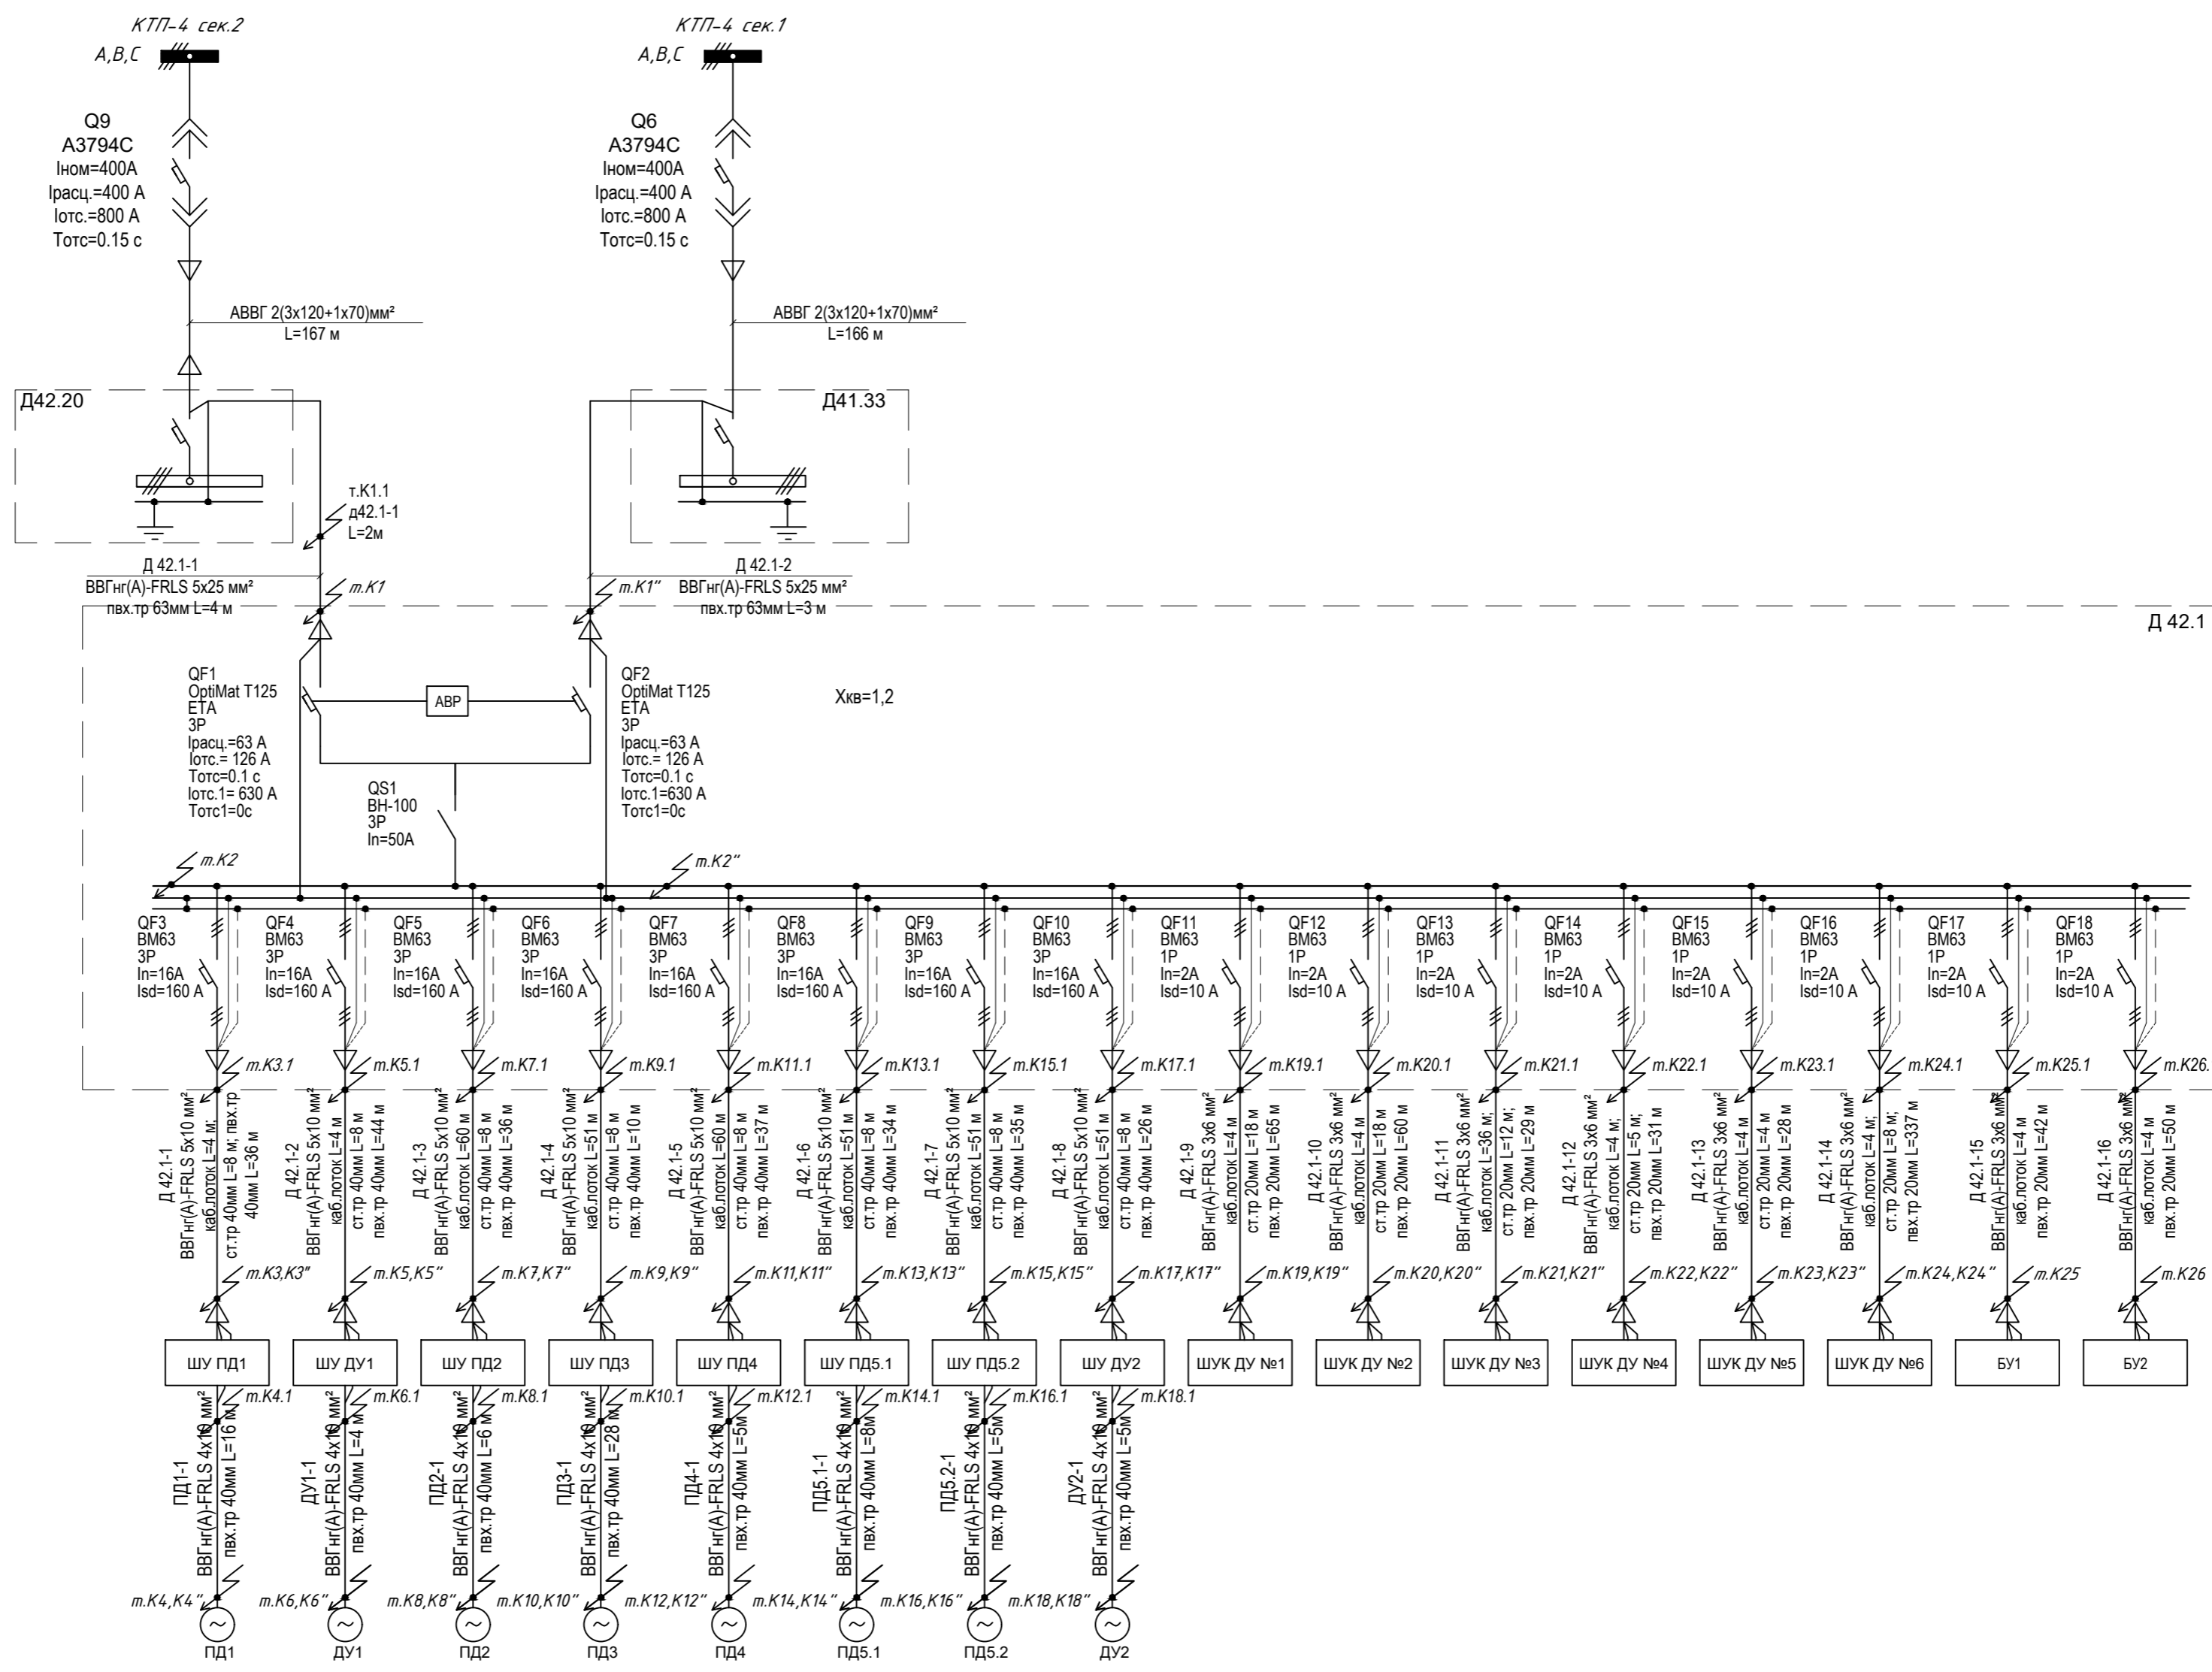 КТП-4 сек.2
А,В,С
Q9
А3794С
Iном=400А
Iрасц.=400 А
Iотс.=800 А
Тотс=0.15 с
АВВГ 2(3х120+1х70)мм²
L=167 м
КТП-4 сек.1
А,В,С
Q6
А3794С
Iном=400А
Iрасц.=400 А
Iотс.=800 А
Тотс=0.15 с
АВВГ 2(3х120+1х70)мм²
L=166 м
Д42.20
Д41.33
т.К1.1
д42.1-1
L=2м
Д 42.1-1
ВВГнг(А)-FRLS 5х25 мм²
пвх.тр 63мм L=4 м
т.К1
Д 42.1-2
ВВГнг(А)-FRLS 5х25 мм²
пвх.тр 63мм L=3 м
т.К1"
Д 42.1
QF1
OptiMat T125
ETA
3P
Iрасц.=63 А
Iотс.= 126 А
Тотс=0.1 с
Iотс.1= 630 А
Тотс1=0с
АВР
QF2
OptiMat T125
ETA
3P
Iрасц.=63 А
Iотс.= 126 А
Тотс=0.1 с
Iотс.1=630 А
Тотс1=0с
Хкв=1,2
QS1
ВН-100
3P
In=50A
т.К2
т.К2"
QF3
ВМ63
3P
In=16A
Isd=160 A
QF4
ВМ63
3P
In=16A
Isd=160 A
QF5
ВМ63
3P
In=16A
Isd=160 A
QF6
ВМ63
3P
In=16A
Isd=160 A
QF7
ВМ63
3P
In=16A
Isd=160 A
QF8
ВМ63
3P
In=16A
Isd=160 A
QF9
ВМ63
3P
In=16A
Isd=160 A
QF10
ВМ63
3P
In=16A
Isd=160 A
QF11
ВМ63
1P
In=2A
Isd=10 A
QF12
ВМ63
1P
In=2A
Isd=10 A
QF13
ВМ63
1P
In=2A
Isd=10 A
QF14
ВМ63
1P
In=2A
Isd=10 A
QF15
ВМ63
1P
In=2A
Isd=10 A
QF16
ВМ63
1P
In=2A
Isd=10 A
QF17
ВМ63
1P
In=2A
Isd=10 A
QF18
ВМ63
1P
In=2A
Isd=10 A
т.К3.1
т.К5.1
т.К7.1
т.К9.1
т.К11.1
т.К13.1
т.К15.1
т.К17.1
т.К19.1
т.К20.1
т.К21.1
т.К22.1
т.К23.1
т.К24.1
т.К25.1
т.К26.
Д 42.1-1
ВВГнг(А)-FRLS 5х10 мм²
каб.лоток L=4 м;
ст.тр 40мм L=8 м; пвх.тр
40мм L=36 м
Д 42.1-2
ВВГнг(А)-FRLS 5х10 мм²
каб.лоток L=4 м
ст.тр 40мм L=8 м
пвх.тр 40мм L=44 м
Д 42.1-3
ВВГнг(А)-FRLS 5х10 мм²
каб.лоток L=60 м
ст.тр 40мм L=8 м
пвх.тр 40мм L=36 м
Д 42.1-4
ВВГнг(А)-FRLS 5х10 мм²
каб.лоток L=51 м
ст.тр 40мм L=8 м
пвх.тр 40мм L=10 м
Д 42.1-5
ВВГнг(А)-FRLS 5х10 мм²
каб.лоток L=60 м
ст.тр 40мм L=8 м
пвх.тр 40мм L=37 м
Д 42.1-6
ВВГнг(А)-FRLS 5х10 мм²
каб.лоток L=51 м
ст.тр 40мм L=8 м
пвх.тр 40мм L=34 м
Д 42.1-7
ВВГнг(А)-FRLS 5х10 мм²
каб.лоток L=51 м
ст.тр 40мм L=8 м
пвх.тр 40мм L=35 м
Д 42.1-8
ВВГнг(А)-FRLS 5х10 мм²
каб.лоток L=51 м
ст.тр 40мм L=8 м
пвх.тр 40мм L=26 м
Д 42.1-9
ВВГнг(А)-FRLS 3х6 мм²
каб.лоток L=4 м
ст.тр 20мм L=18 м
пвх.тр 20мм L=65 м
Д 42.1-10
ВВГнг(А)-FRLS 3х6 мм²
каб.лоток L=4 м
ст.тр 20мм L=18 м
пвх.тр 20мм L=60 м
Д 42.1-11
ВВГнг(А)-FRLS 3х6 мм²
каб.лоток L=36 м;
ст.тр 20мм L=12 м;
пвх.тр 20мм L=29 м
Д 42.1-12
ВВГнг(А)-FRLS 3х6 мм²
каб.лоток L=4 м;
ст.тр 20мм L=5 м;
пвх.тр 20мм L=31 м
Д 42.1-13
ВВГнг(А)-FRLS 3х6 мм²
каб.лоток L=4 м
ст.тр 20мм L=5 м
пвх.тр 20мм L=28 м
Д 42.1-14
ВВГнг(А)-FRLS 3х6 мм²
каб.лоток L=4 м;
ст.тр 20мм L=8 м;
пвх.тр 20мм L=337 м
Д 42.1-15
ВВГнг(А)-FRLS 3х6 мм²
каб.лоток L=4 м
пвх.тр 20мм L=42 м
Д 42.1-16
ВВГнг(А)-FRLS 3х6 мм²
каб.лоток L=4 м
пвх.тр 20мм L=50 м
т.К3,К3"
т.К5,К5"
т.К7,К7"
т.К9,К9"
т.К11,К11"
т.К13,К13"
т.К15,К15"
т.К17,К17"
т.К19,К19"
т.К20,К20"
т.К21,К21"
т.К22,К22"
т.К23,К23"
т.К24,К24"
т.К25
т.К26
ШУ ПД1
ШУ ДУ1
ШУ ПД2
ШУ ПД3
ШУ ПД4
ШУ ПД5.1
ШУ ПД5.2
ШУ ДУ2
ШУК ДУ №1
ШУК ДУ №2
ШУК ДУ №3
ШУК ДУ №4
ШУК ДУ №5
ШУК ДУ №6
БУ1
БУ2
т.К4.1
т.К6.1
т.К8.1
т.К10.1
т.К12.1
т.К14.1
т.К16.1
т.К18.1
ПД1-1
ВВГнг(А)-FRLS 4х10 мм²
пвх.тр 40мм L=16 м
ДУ1-1
ВВГнг(А)-FRLS 4х10 мм²
пвх.тр 40мм L=4 м
ПД2-1
ВВГнг(А)-FRLS 4х10 мм²
пвх.тр 40мм L=6 м
ПД3-1
ВВГнг(А)-FRLS 4х10 мм²
пвх.тр 40мм L=28 м
ПД4-1
ВВГнг(А)-FRLS 4х10 мм²
пвх.тр 40мм L=5м
ПД5.1-1
ВВГнг(А)-FRLS 4х10 мм²
пвх.тр 40мм L=8м
ПД5.2-1
ВВГнг(А)-FRLS 4х10 мм²
пвх.тр 40мм L=5м
ДУ2-1
ВВГнг(А)-FRLS 4х10 мм²
пвх.тр 40мм L=5м
т.К4,К4"
т.К6,К6"
т.К8,К8"
т.К10,К10"
т.К12,К12"
т.К14,К14"
т.К16,К16"
т.К18,К18"
ПД1
ДУ1
ПД2
ПД3
ПД4
ПД5.1
ПД5.2
ДУ2